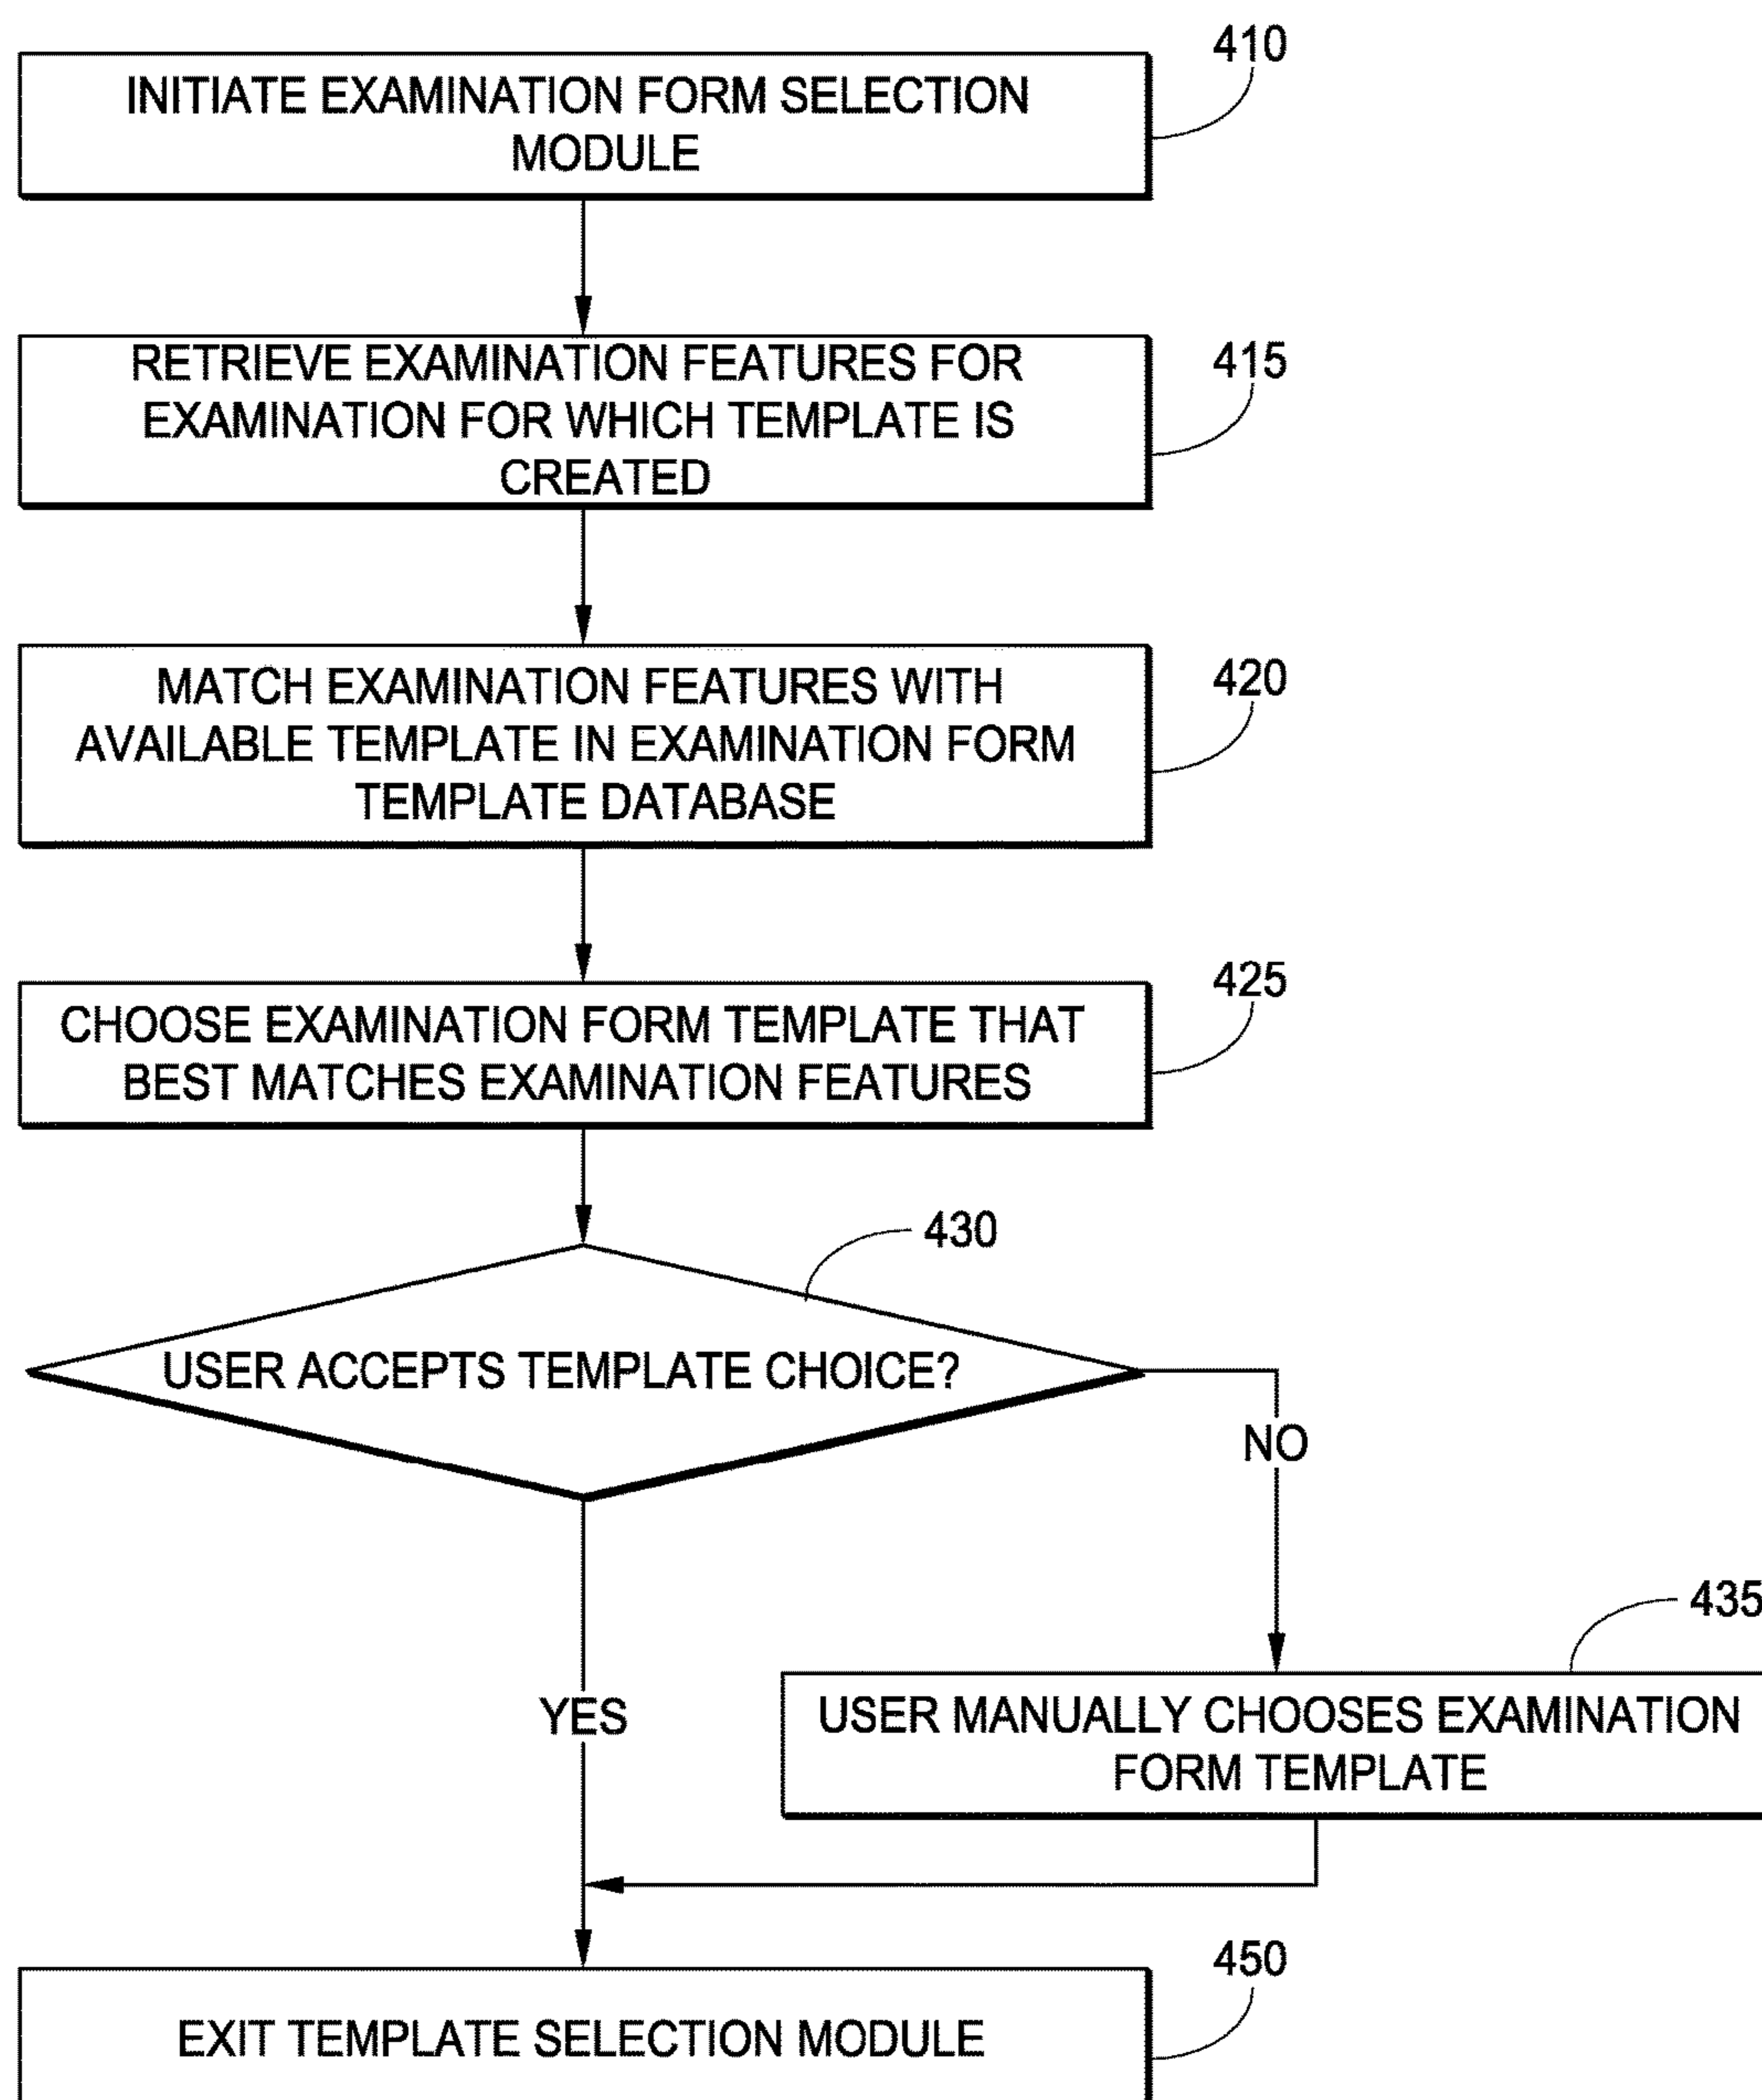 410
INITIATE EXAMINATION FORM SELECTION
MODULE
415
RETRIEVE EXAMINATION FEATURES FOR
EXAMINATION FOR WHICH TEMPLATE IS
CREATED
420
MATCH EXAMINATION FEATURES WITH
AVAILABLE TEMPLATE IN EXAMINATION FORM
TEMPLATE DATABASE
425
CHOOSE EXAMINATION FORM TEMPLATE THAT
BEST MATCHES EXAMINATION FEATURES
430
USER ACCEPTS TEMPLATE CHOICE?
NO
435
YES
USER MANUALLY CHOOSES EXAMINATION
FORM TEMPLATE
450
EXIT TEMPLATE SELECTION MODULE